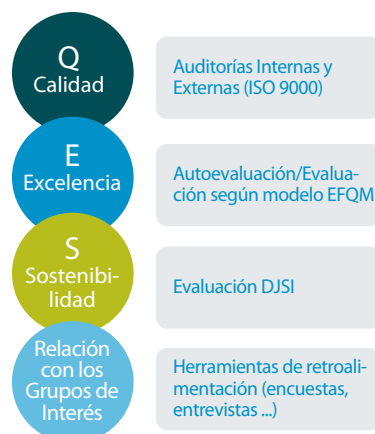 Q
Calidad
Auditorías Internas y
Externas (ISO 9000)
E
Excelencia
Autoevaluación/Evalua-
ción según modelo EFQM
S
Sostenibi-
lidad
Evaluación DJSI
Relación
con los
Grupos de
Interés
Herramientas de retroali-
mentación (encuestas,
entrevistas ...)